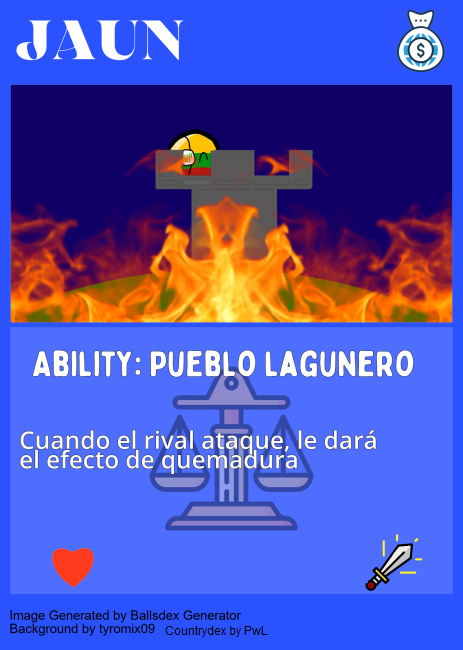 JAUN
$
ABILITY: PUEBLO LAGUNERO
Cuando el rival ataque, le dará
el efecto de quemadura
Image Generated by Ballsdex Generator
Background by tyromix09 Countrydex by PwL